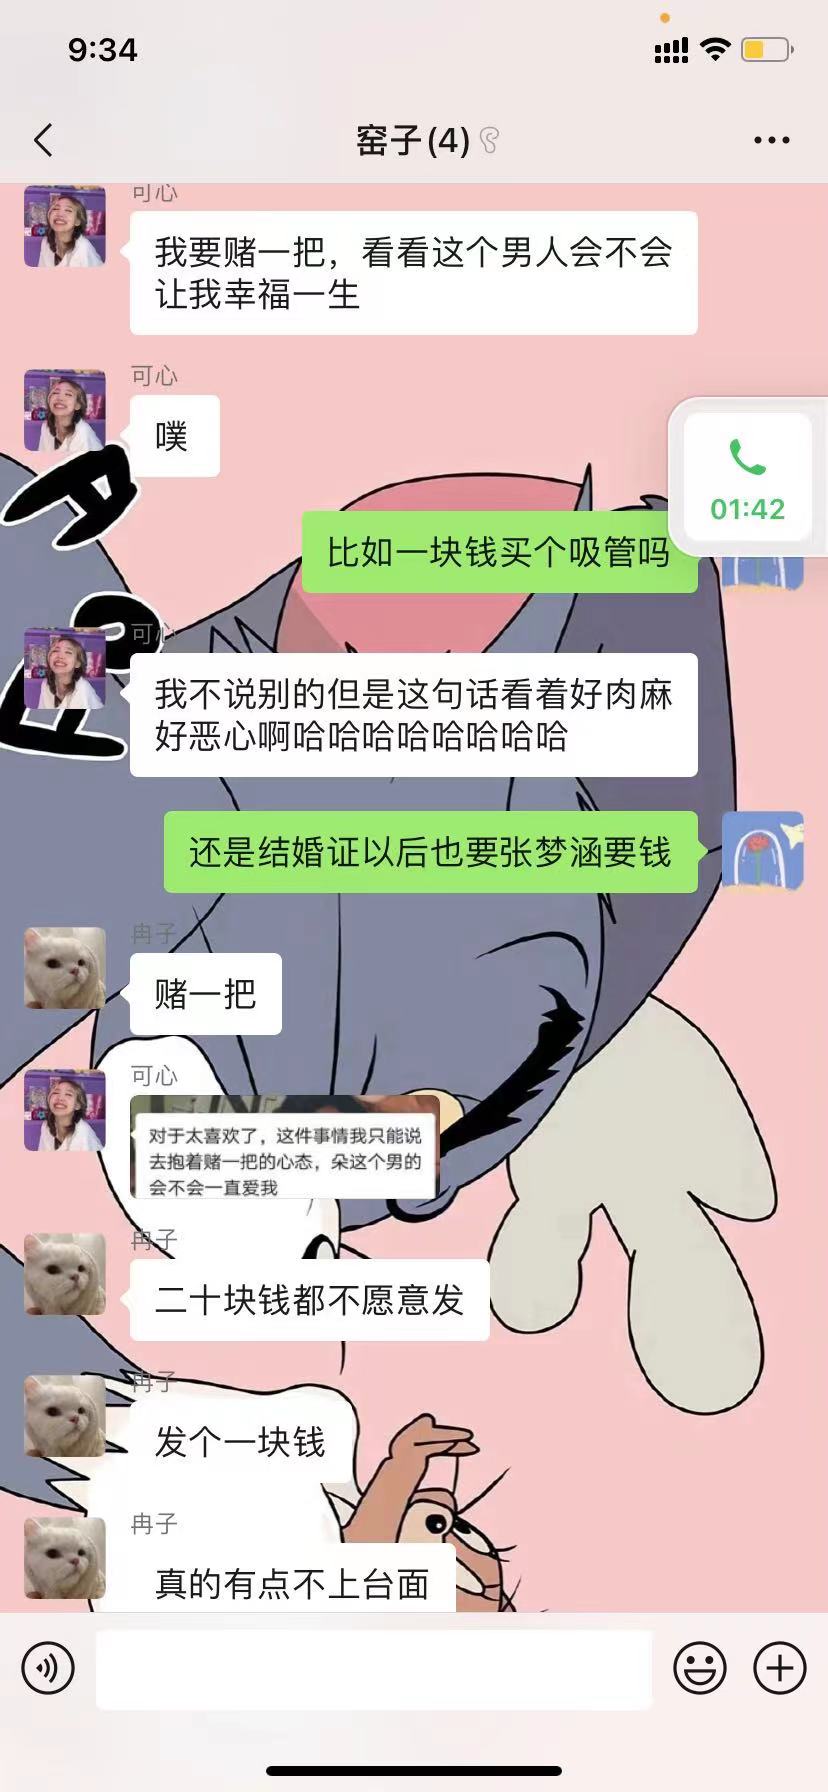 9:34
窑子(4)
可心
我要赌一把，看看这个男人会不会
让我幸福一生
可心
噗
01:42
比如一块钱买个吸管吗
可心
我不说别的但是这句话看着好肉麻
好恶心啊哈哈哈哈哈哈哈哈
还是结婚证以后也要张梦涵要钱
冉子
赌一把
可心
对于太喜欢了，这件事情我只能说
去抱着赌一把的心态，朵这个男的
会不会一直爱我
冉子
二十块钱都不愿意发
冉子
发个一块钱
冉子
真的有点不上台面